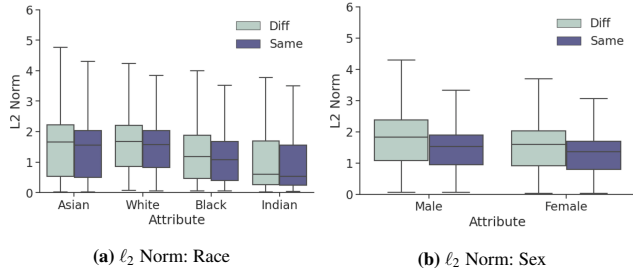 6
5
4
3
2
1
0
L2 Norm
Diff
Same
Asian White Black Indian
Attribute
(a) ℓ2 Norm: Race
6
5
4
3
2
1
0
L2 Norm
Diff
Same
Male Female
Attribute
(b) ℓ2 Norm: Sex